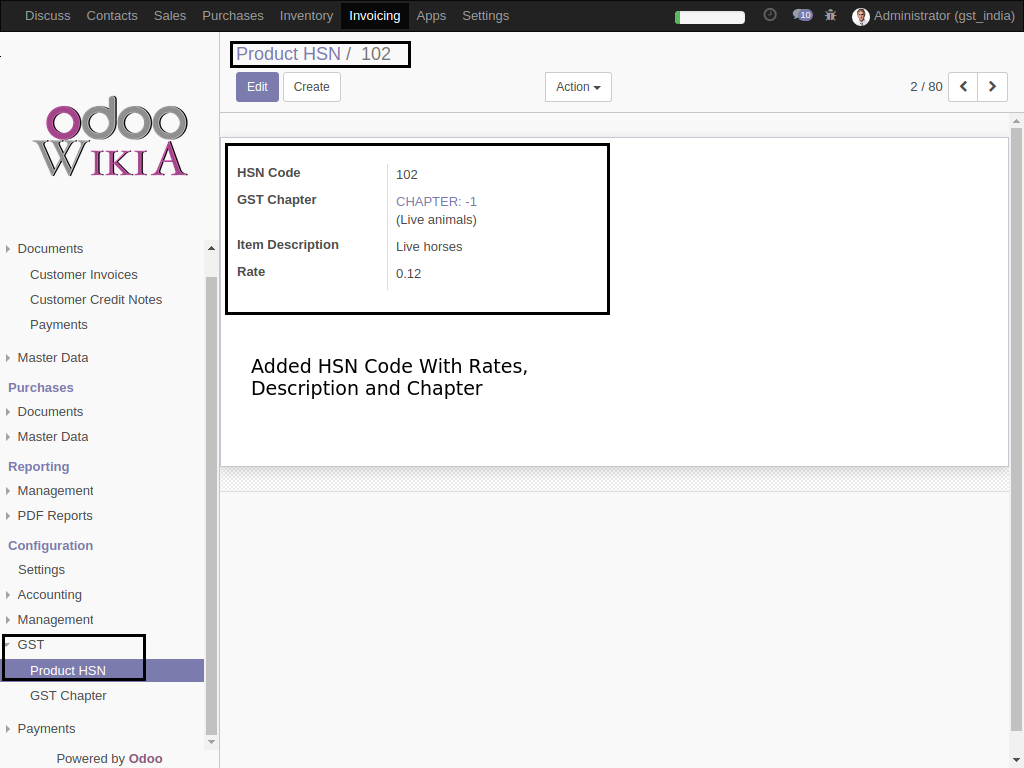 Discuss Contacts Sales Purchases Inventory Invoicing Apps Settings 10 Administrator (gst_india)
Product HSN / 102
Edit Create Action 2 / 80
odoo
WIKIA
HSN Code 102
GST Chapter CHAPTER: -1
(Live animals)
Item Description Live horses
Rate 0.12
Added HSN Code With Rates,
Description and Chapter
Documents
Customer Invoices
Customer Credit Notes
Payments
Master Data
Purchases
Documents
Master Data
Reporting
Management
PDF Reports
Configuration
Settings
Accounting
Management
GST
Product HSN
GST Chapter
Payments
Powered by Odoo